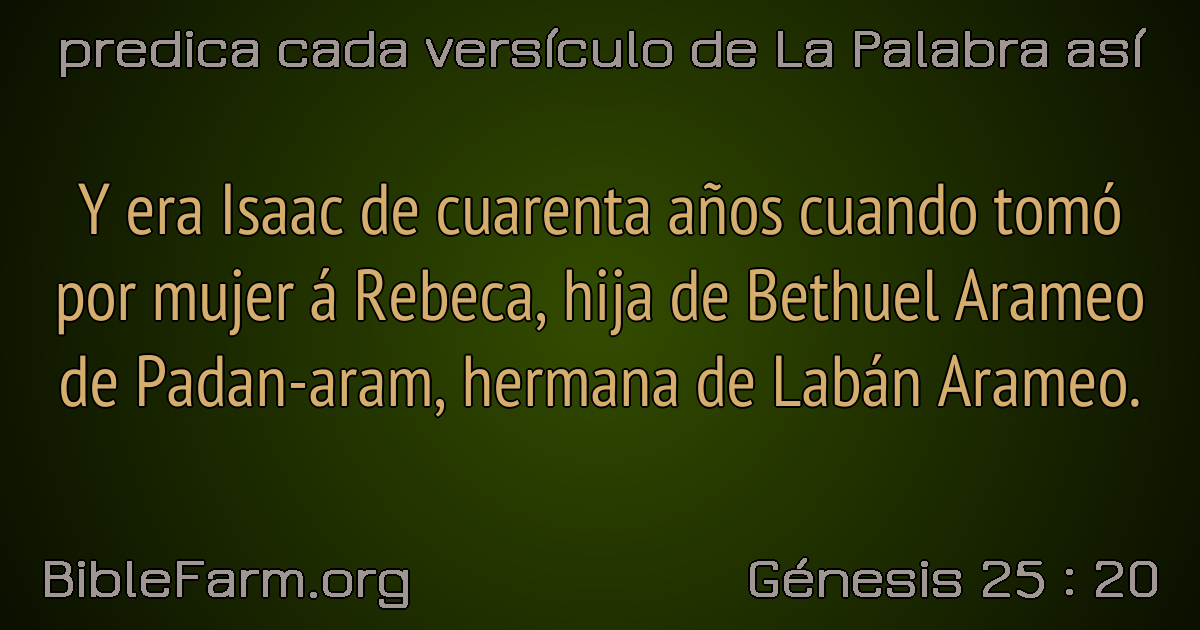 predica cada versículo de La Palabra así
Y era Isaac de cuarenta años cuando tomó
por mujer á Rebeca, hija de Bethuel Arameo
de Padan-aram, hermana de Labán Arameo.
BibleFarm.org
Génesis 25 : 20